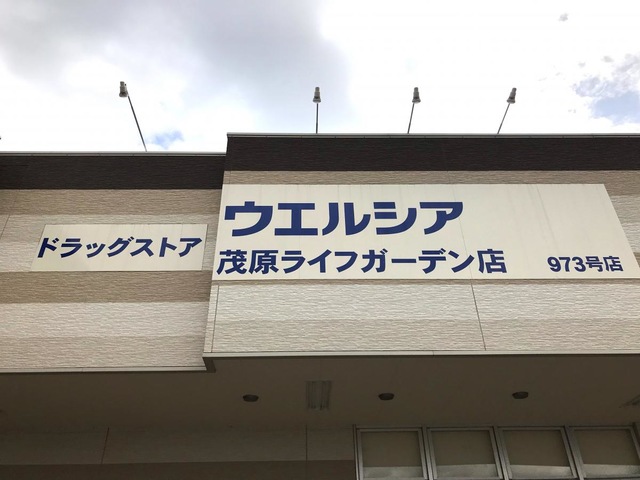 ドラッグストア
ウエルシア
茂原ライフガーデン店
973号店